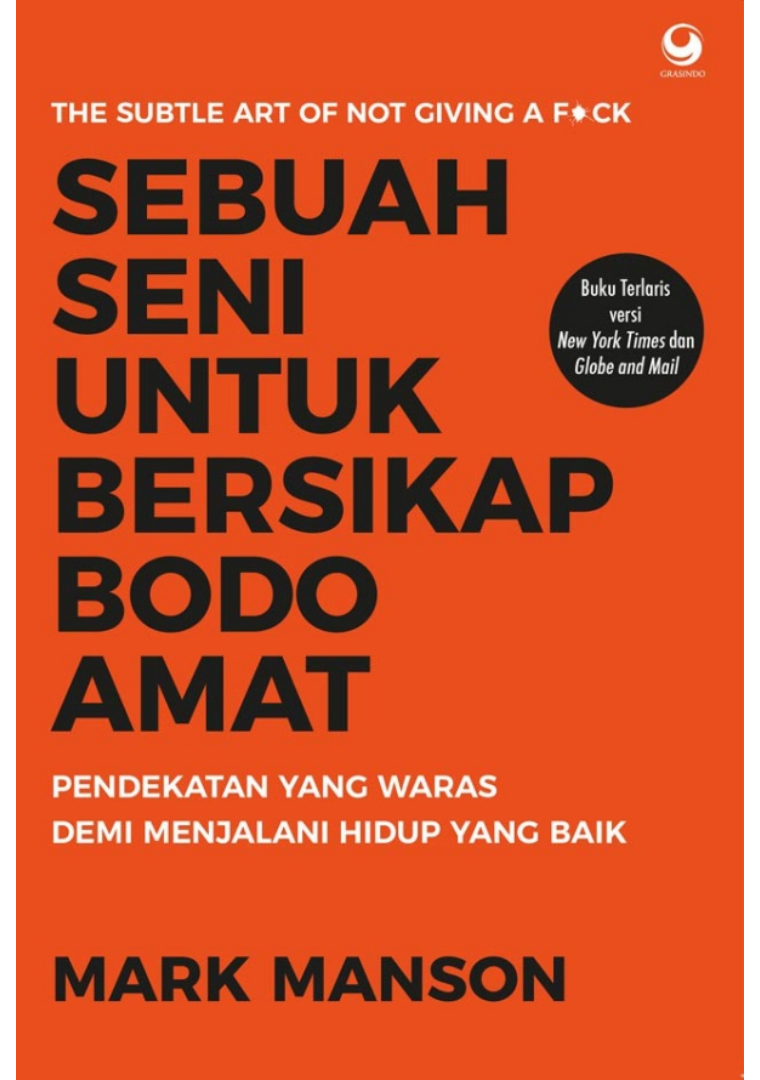 GRASINDO
THE SUBTLE ART OF NOT GIVING A F*CK
SEBUAH
SENI
UNTUK
BERSIKAP
BODO
AMAT
Buku Terlaris
versi
New York Times dan
Globe and Mail
PENDEKATAN YANG WARAS
DEMI MENJALANI HIDUP YANG BAIK
MARK MANSON